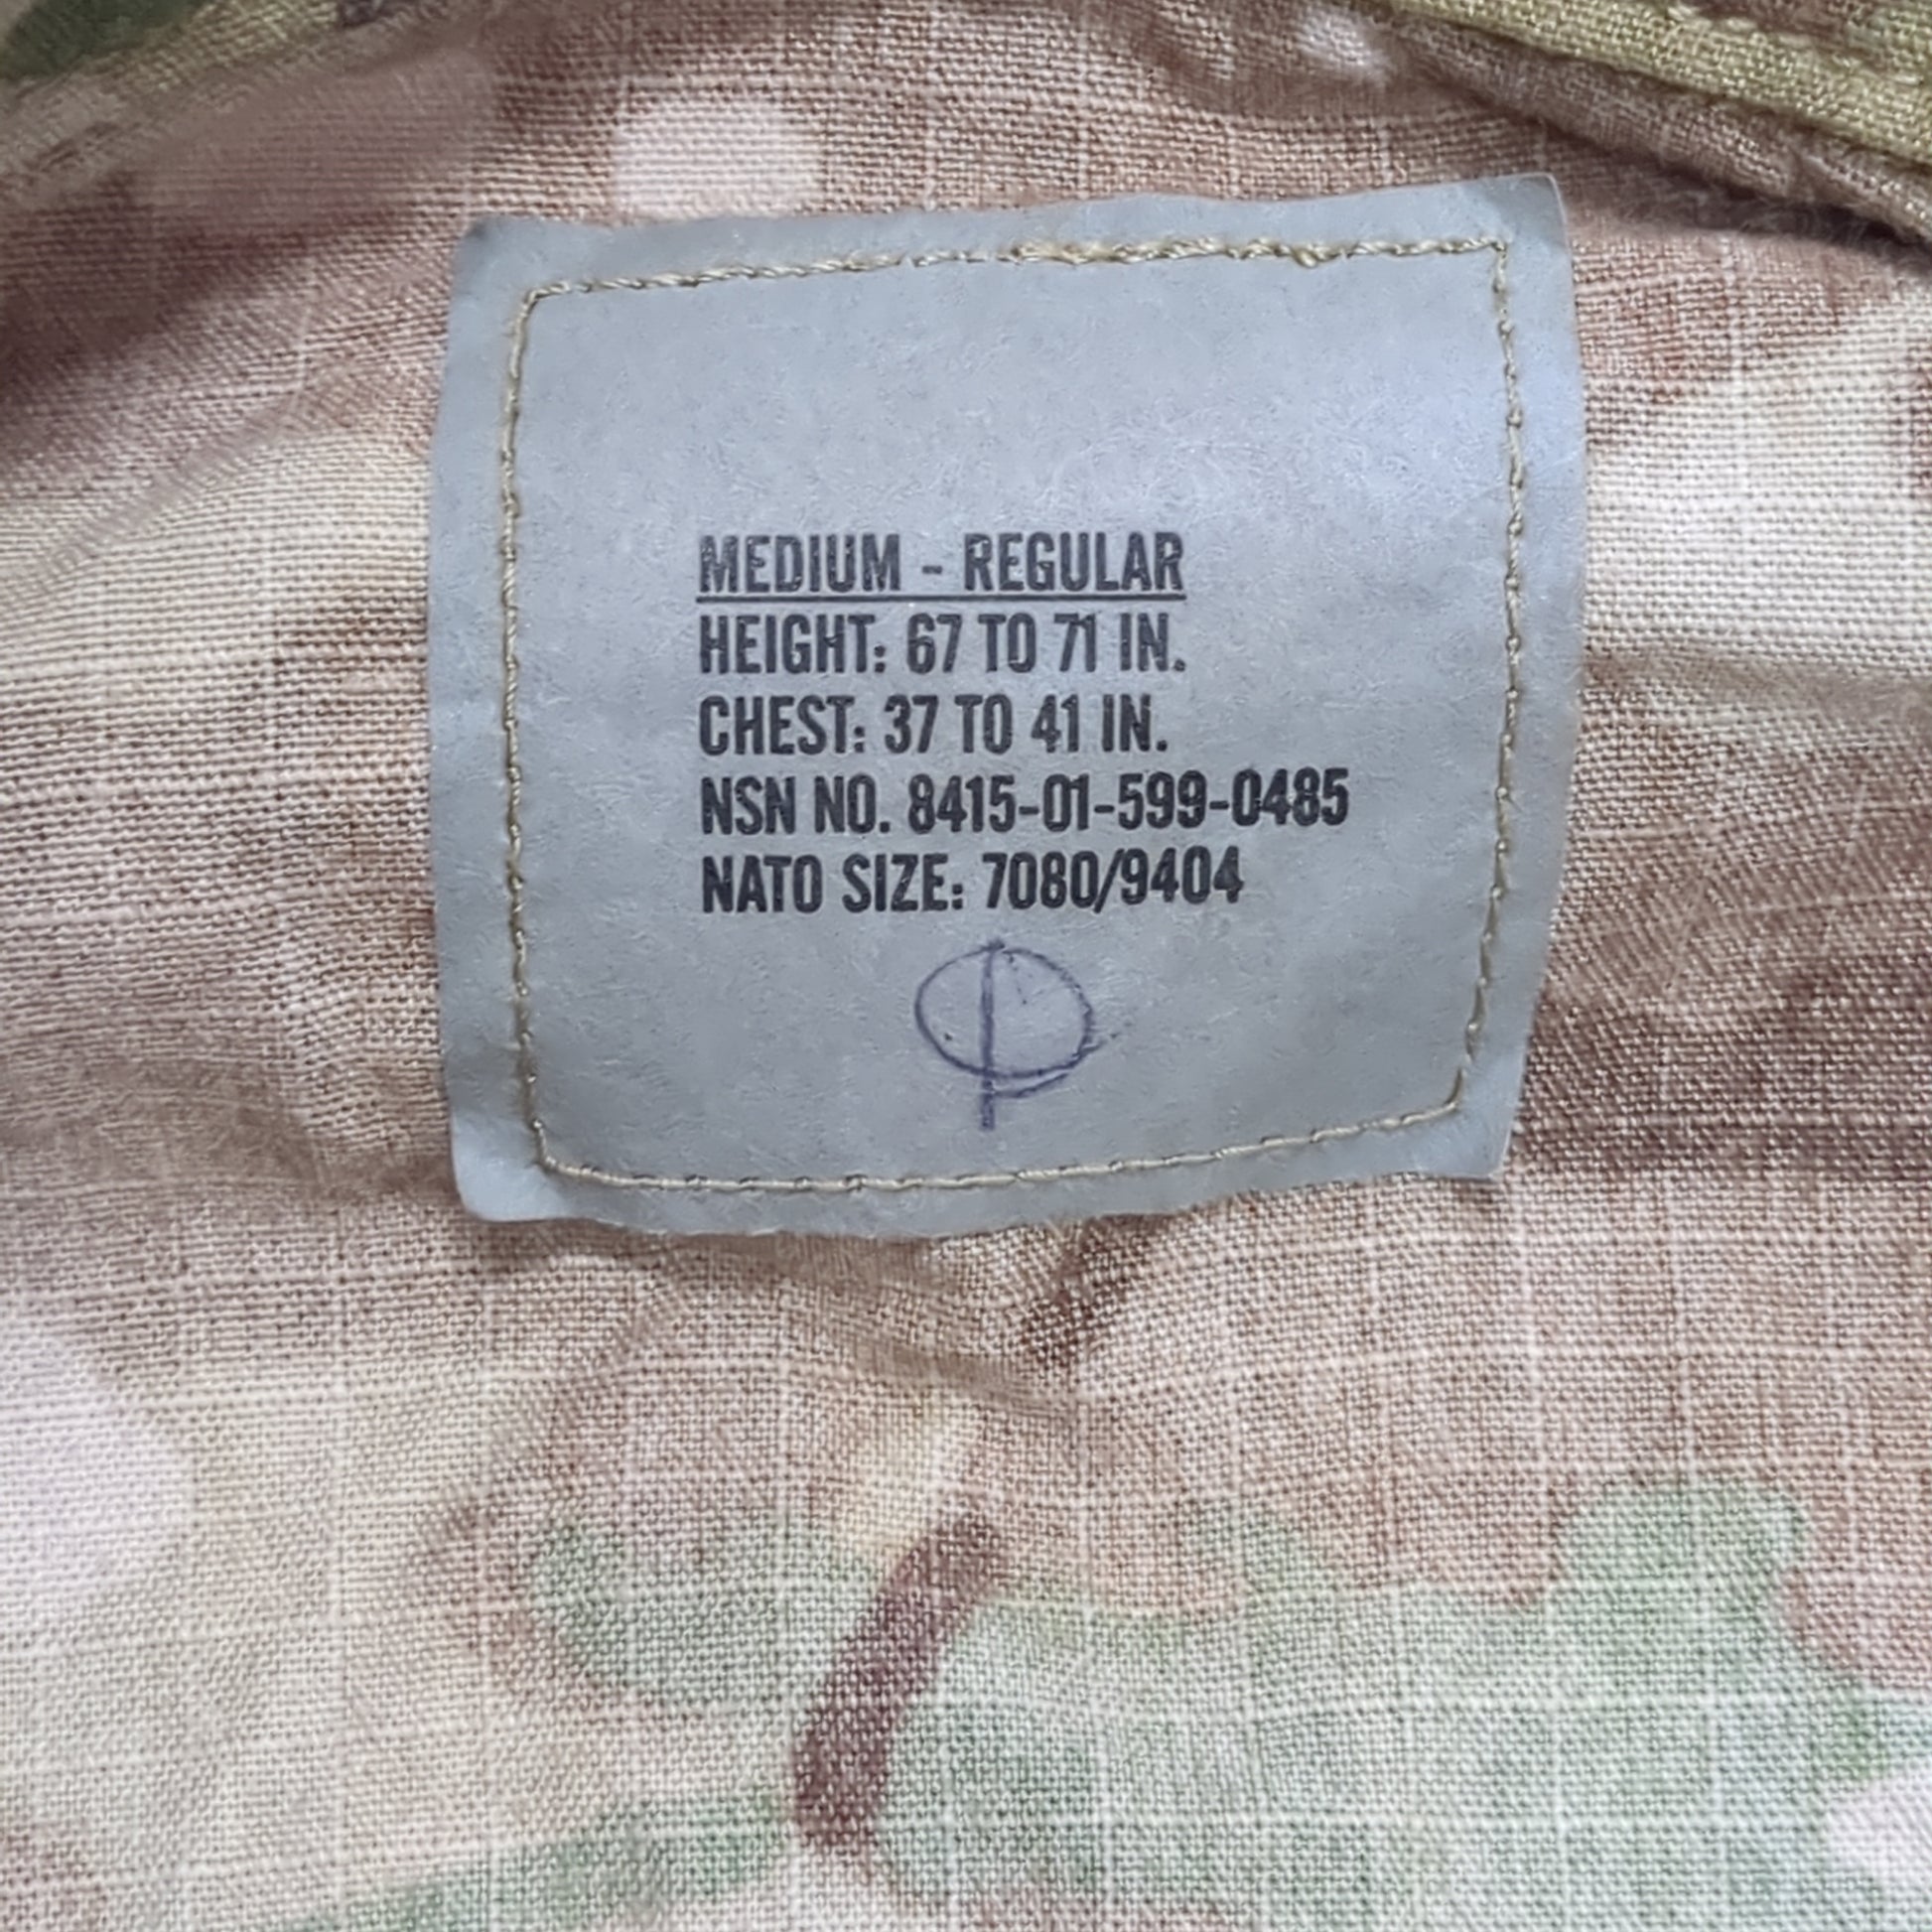 MEDIUM - REGULAR
HEIGHT: 67 TO 71 IN.
CHEST: 37 TO 41 IN.
NSN NO. 8415-01-599-0485
NATO SIZE: 7080/9404